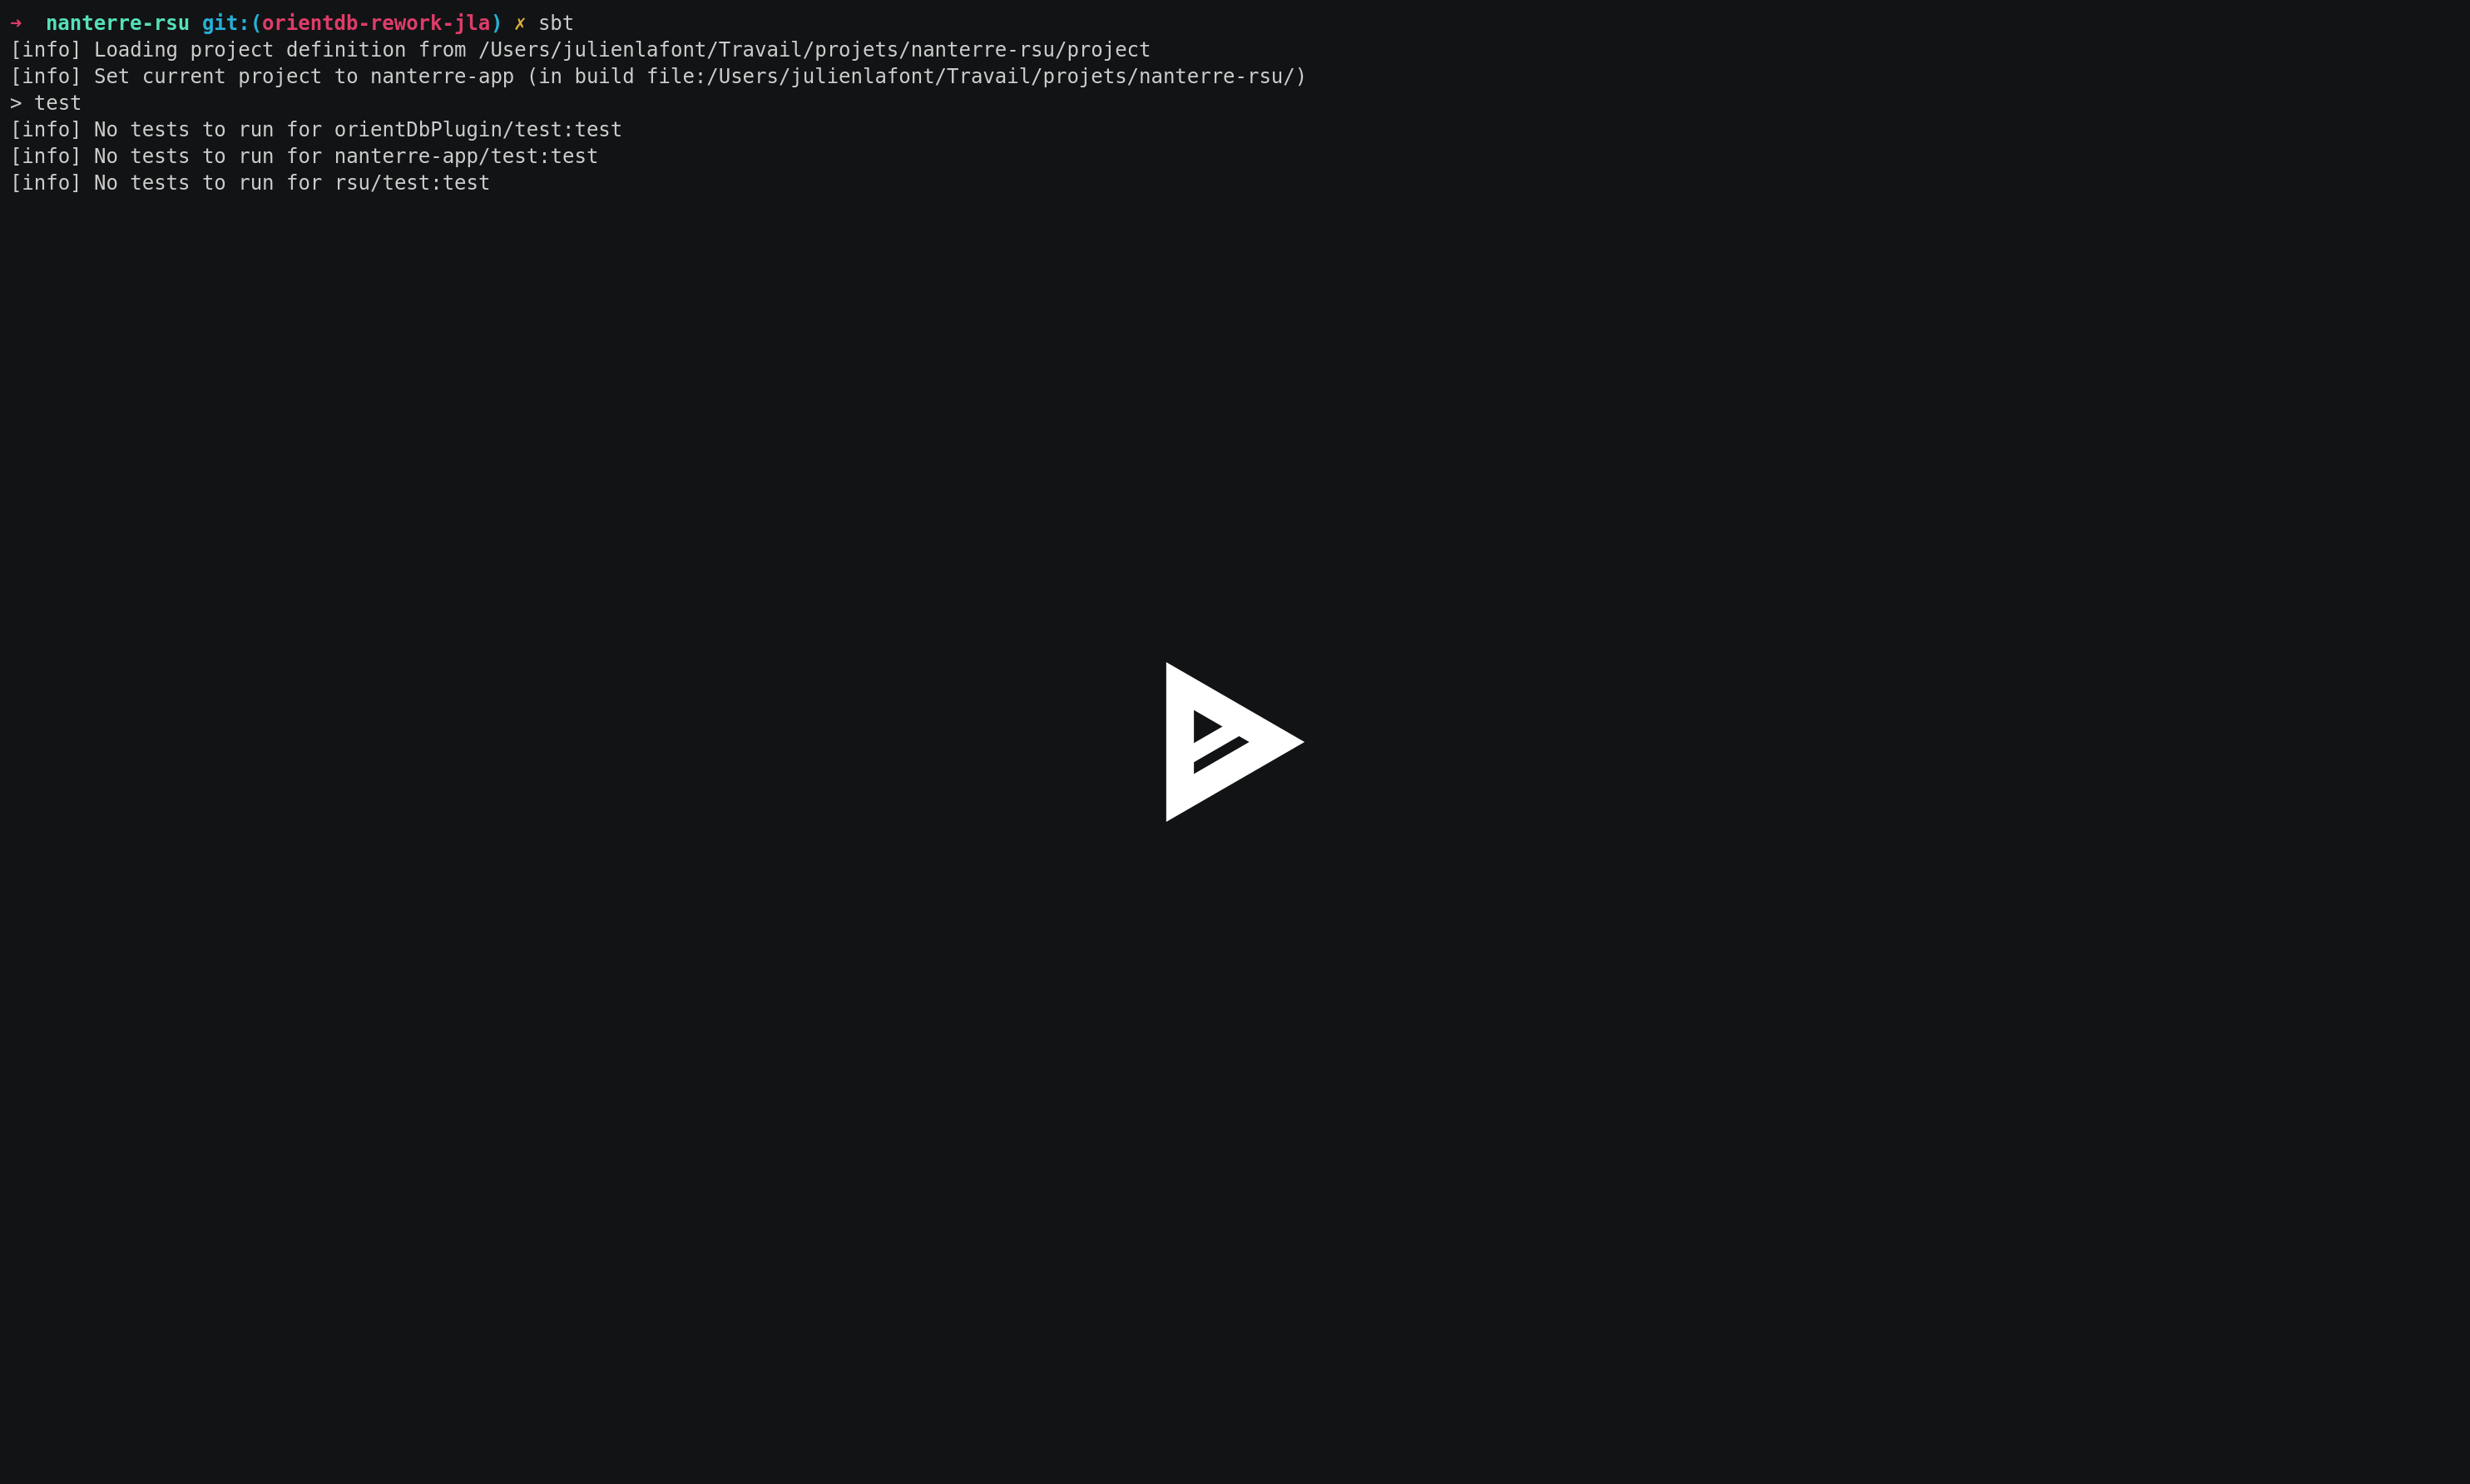 ➜  nanterre-rsu git:(orientdb-rework-jla) ✗ sbt
[info] Loading project definition from /Users/julienlafont/Travail/projets/nanterre-rsu/project
[info] Set current project to nanterre-app (in build file:/Users/julienlafont/Travail/projets/nanterre-rsu/)
> test
[info] No tests to run for orientDbPlugin/test:test
[info] No tests to run for nanterre-app/test:test
[info] No tests to run for rsu/test:test